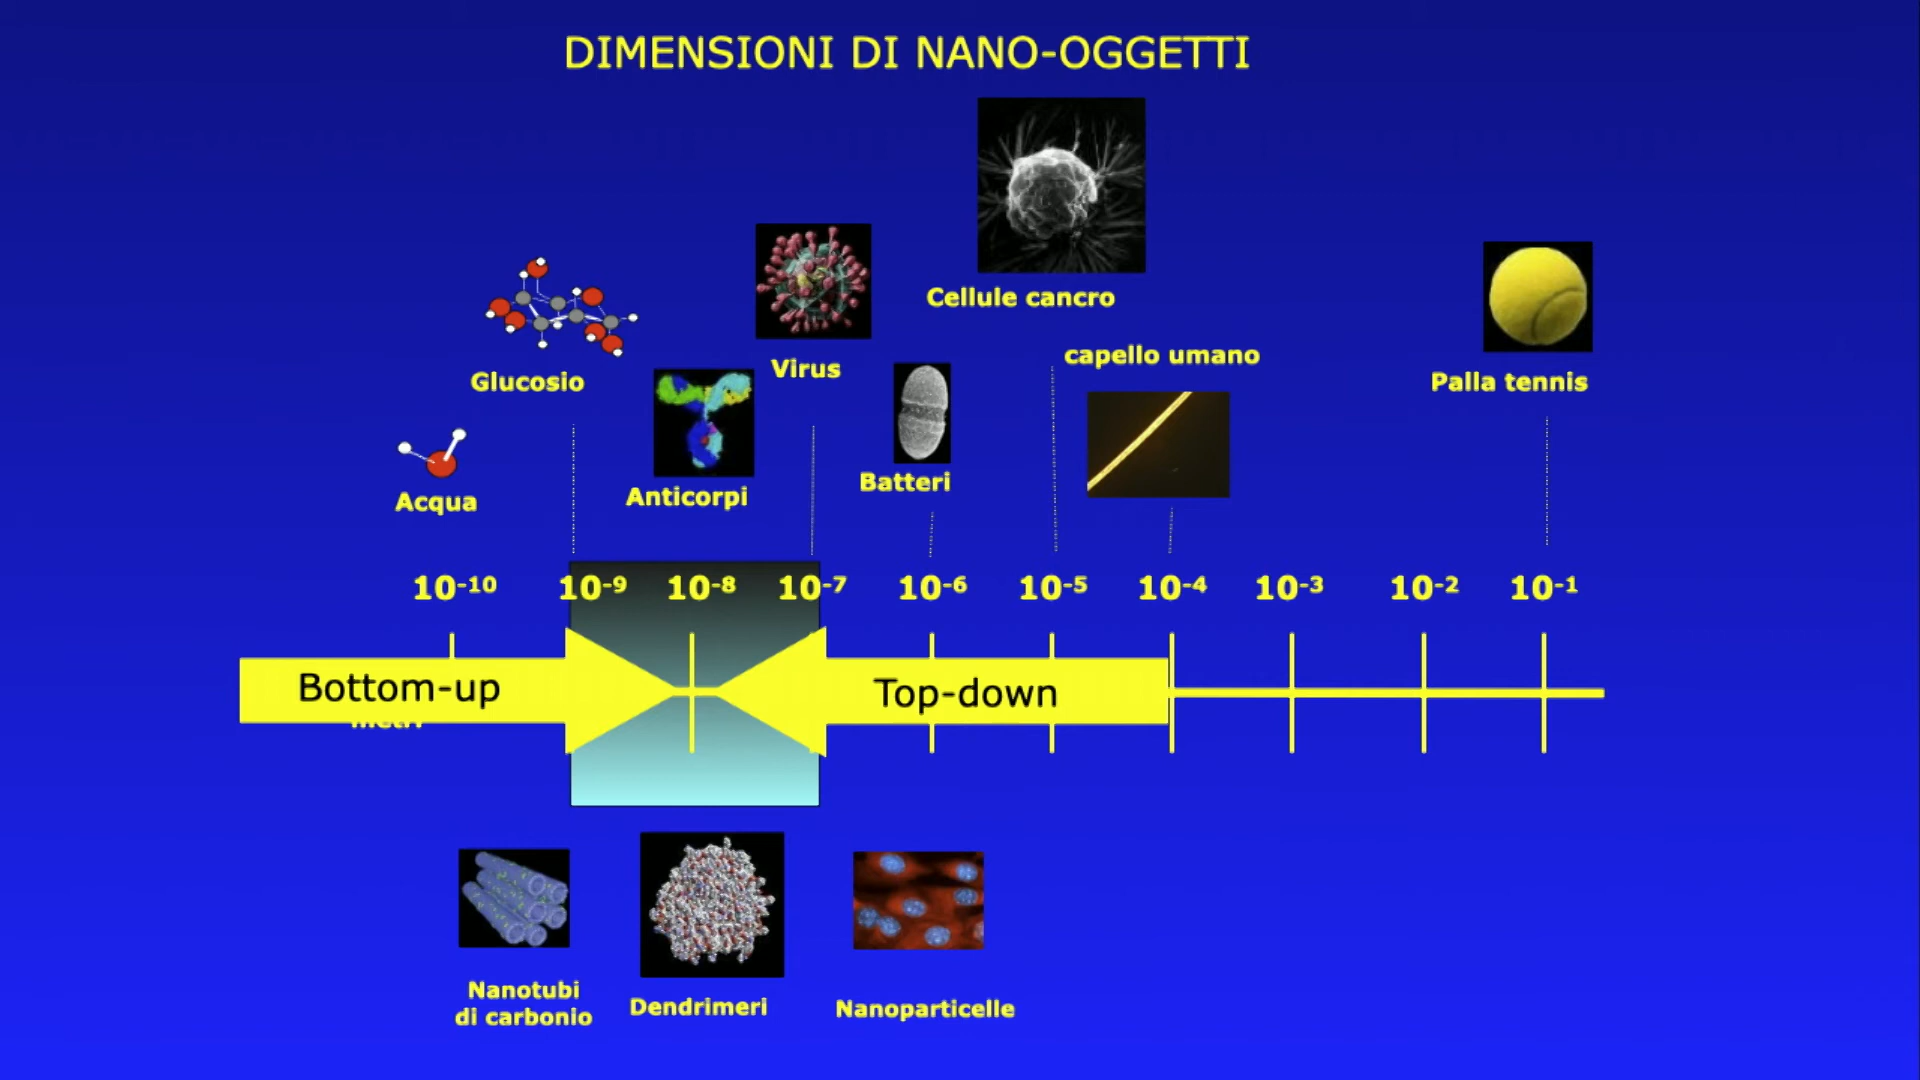 DIMENSIONI DI NANO-OGGETTI
Cellule cancro
capello umano
Virus
Glucosio
Palla tennis
Batteri
Anticorpi
Acqua
10⁻¹⁰ 10⁻⁹ 10⁻⁸ 10⁻⁷ 10⁻⁶ 10⁻⁵ 10⁻⁴ 10⁻³ 10⁻² 10⁻¹
Bottom-up
Top-down
metri
Nanotubi
di carbonio
Dendrimeri
Nanoparticelle